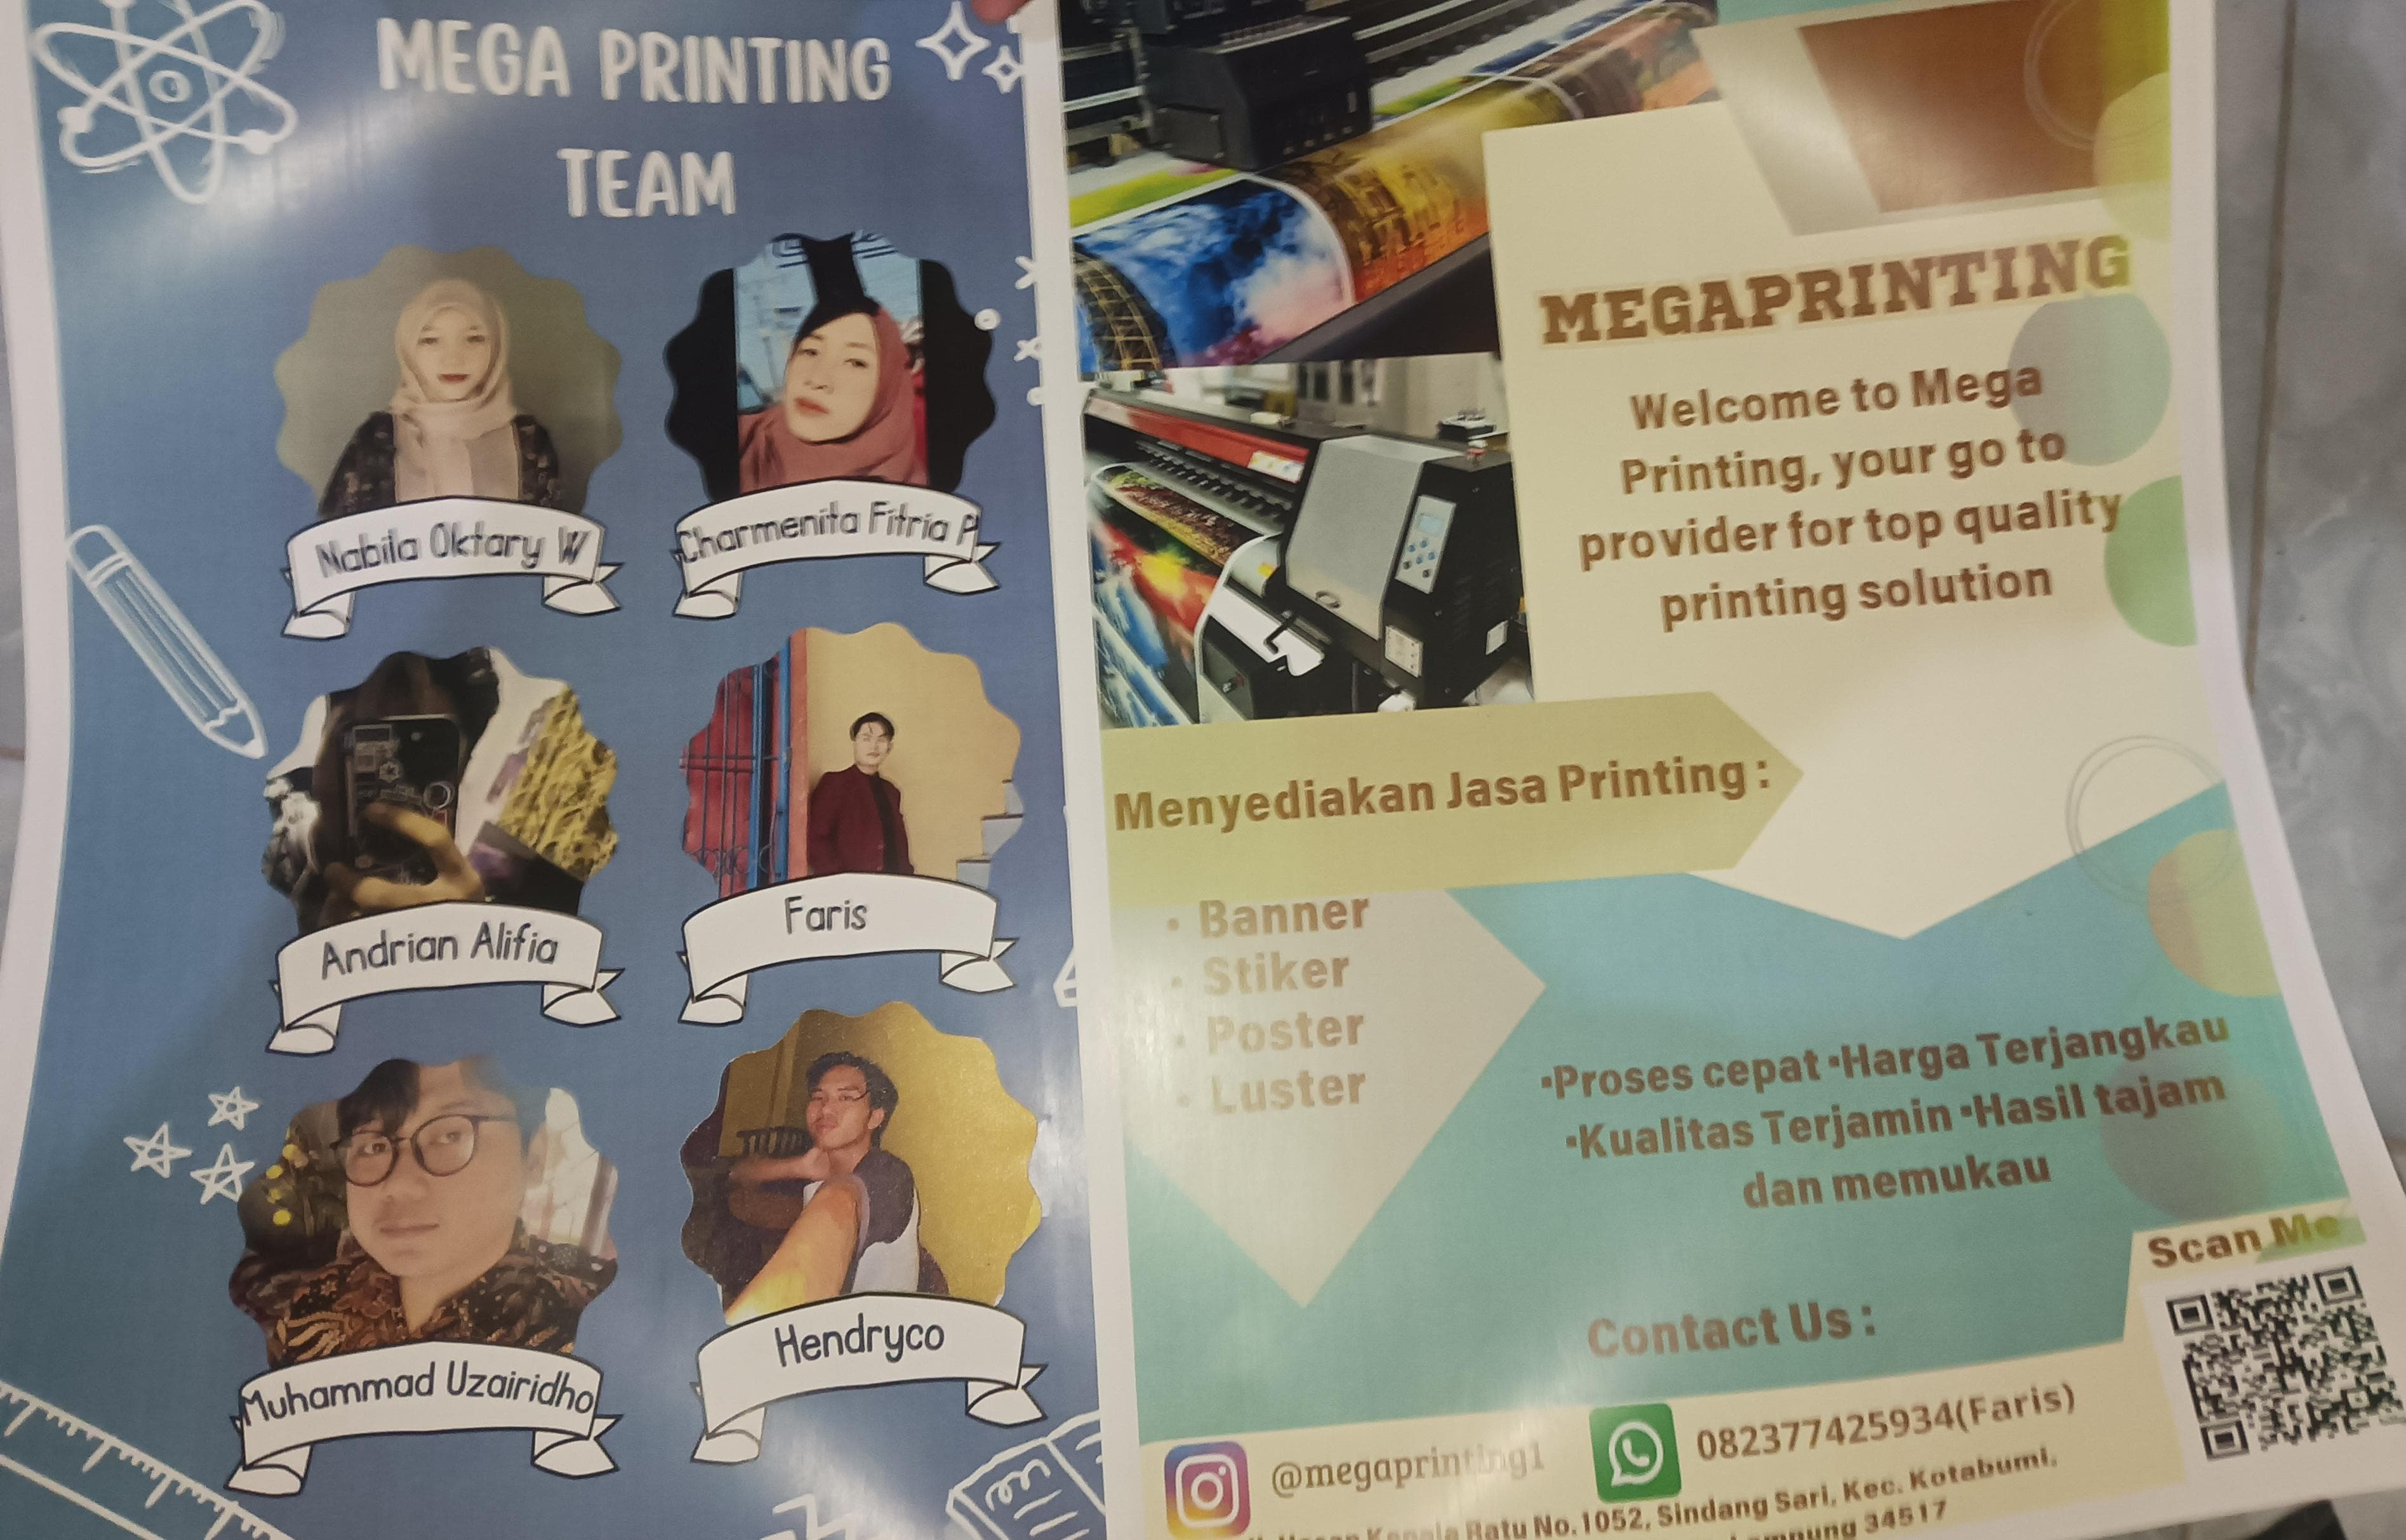 MEGA PRINTING
TEAM
Nabila Oktary W
Charmenita Fitria P
Andrian Alifia
Faris
Muhammad Uzairidho
Hendryco
MEGAPRINTING
Welcome to Mega
Printing, your go to
provider for top quality
printing solution
Menyediakan Jasa Printing :
• Banner
• Stiker
• Poster
• Luster
•Proses cepat •Harga Terjangkau
•Kualitas Terjamin •Hasil tajam
dan memukau
Scan Me
Contact Us :
@megaprinting1
082377425934(Faris)
Kepala Ratu No.1052, Sindang Sari, Kec. Kotabumi,
34517